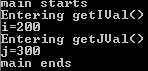 main starts
Entering getIVal()
i=200
Entering getJVal()
j=300
main ends